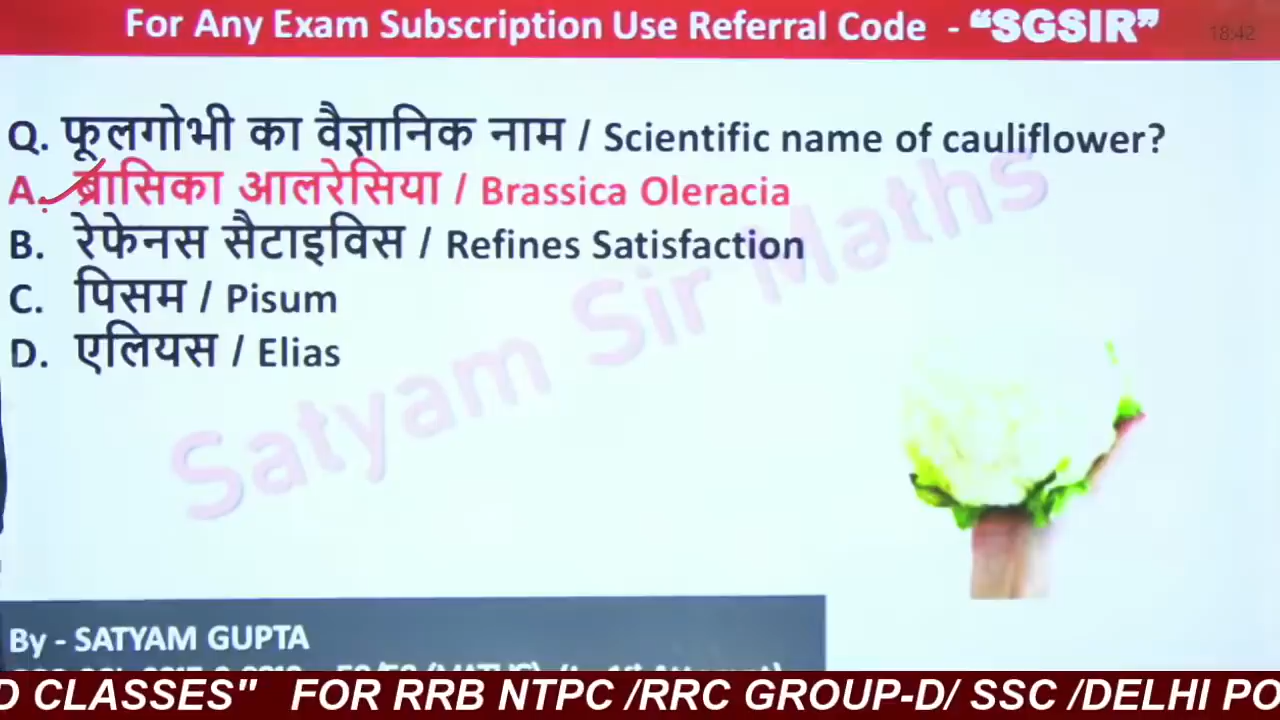 For Any Exam Subscription Use Referral Code - “SGSIR”
18:42
Q. फूलगोभी का वैज्ञानिक नाम / Scientific name of cauliflower?
A. ब्रासिका आलरेसिया / Brassica Oleracia
B. रेफेनस सैटाइविस / Refines Satisfaction
C. पिसम / Pisum
D. एलियस / Elias
Satyam Sir Maths
By - SATYAM GUPTA
D CLASSES" FOR RRB NTPC /RRC GROUP-D/ SSC /DELHI PO